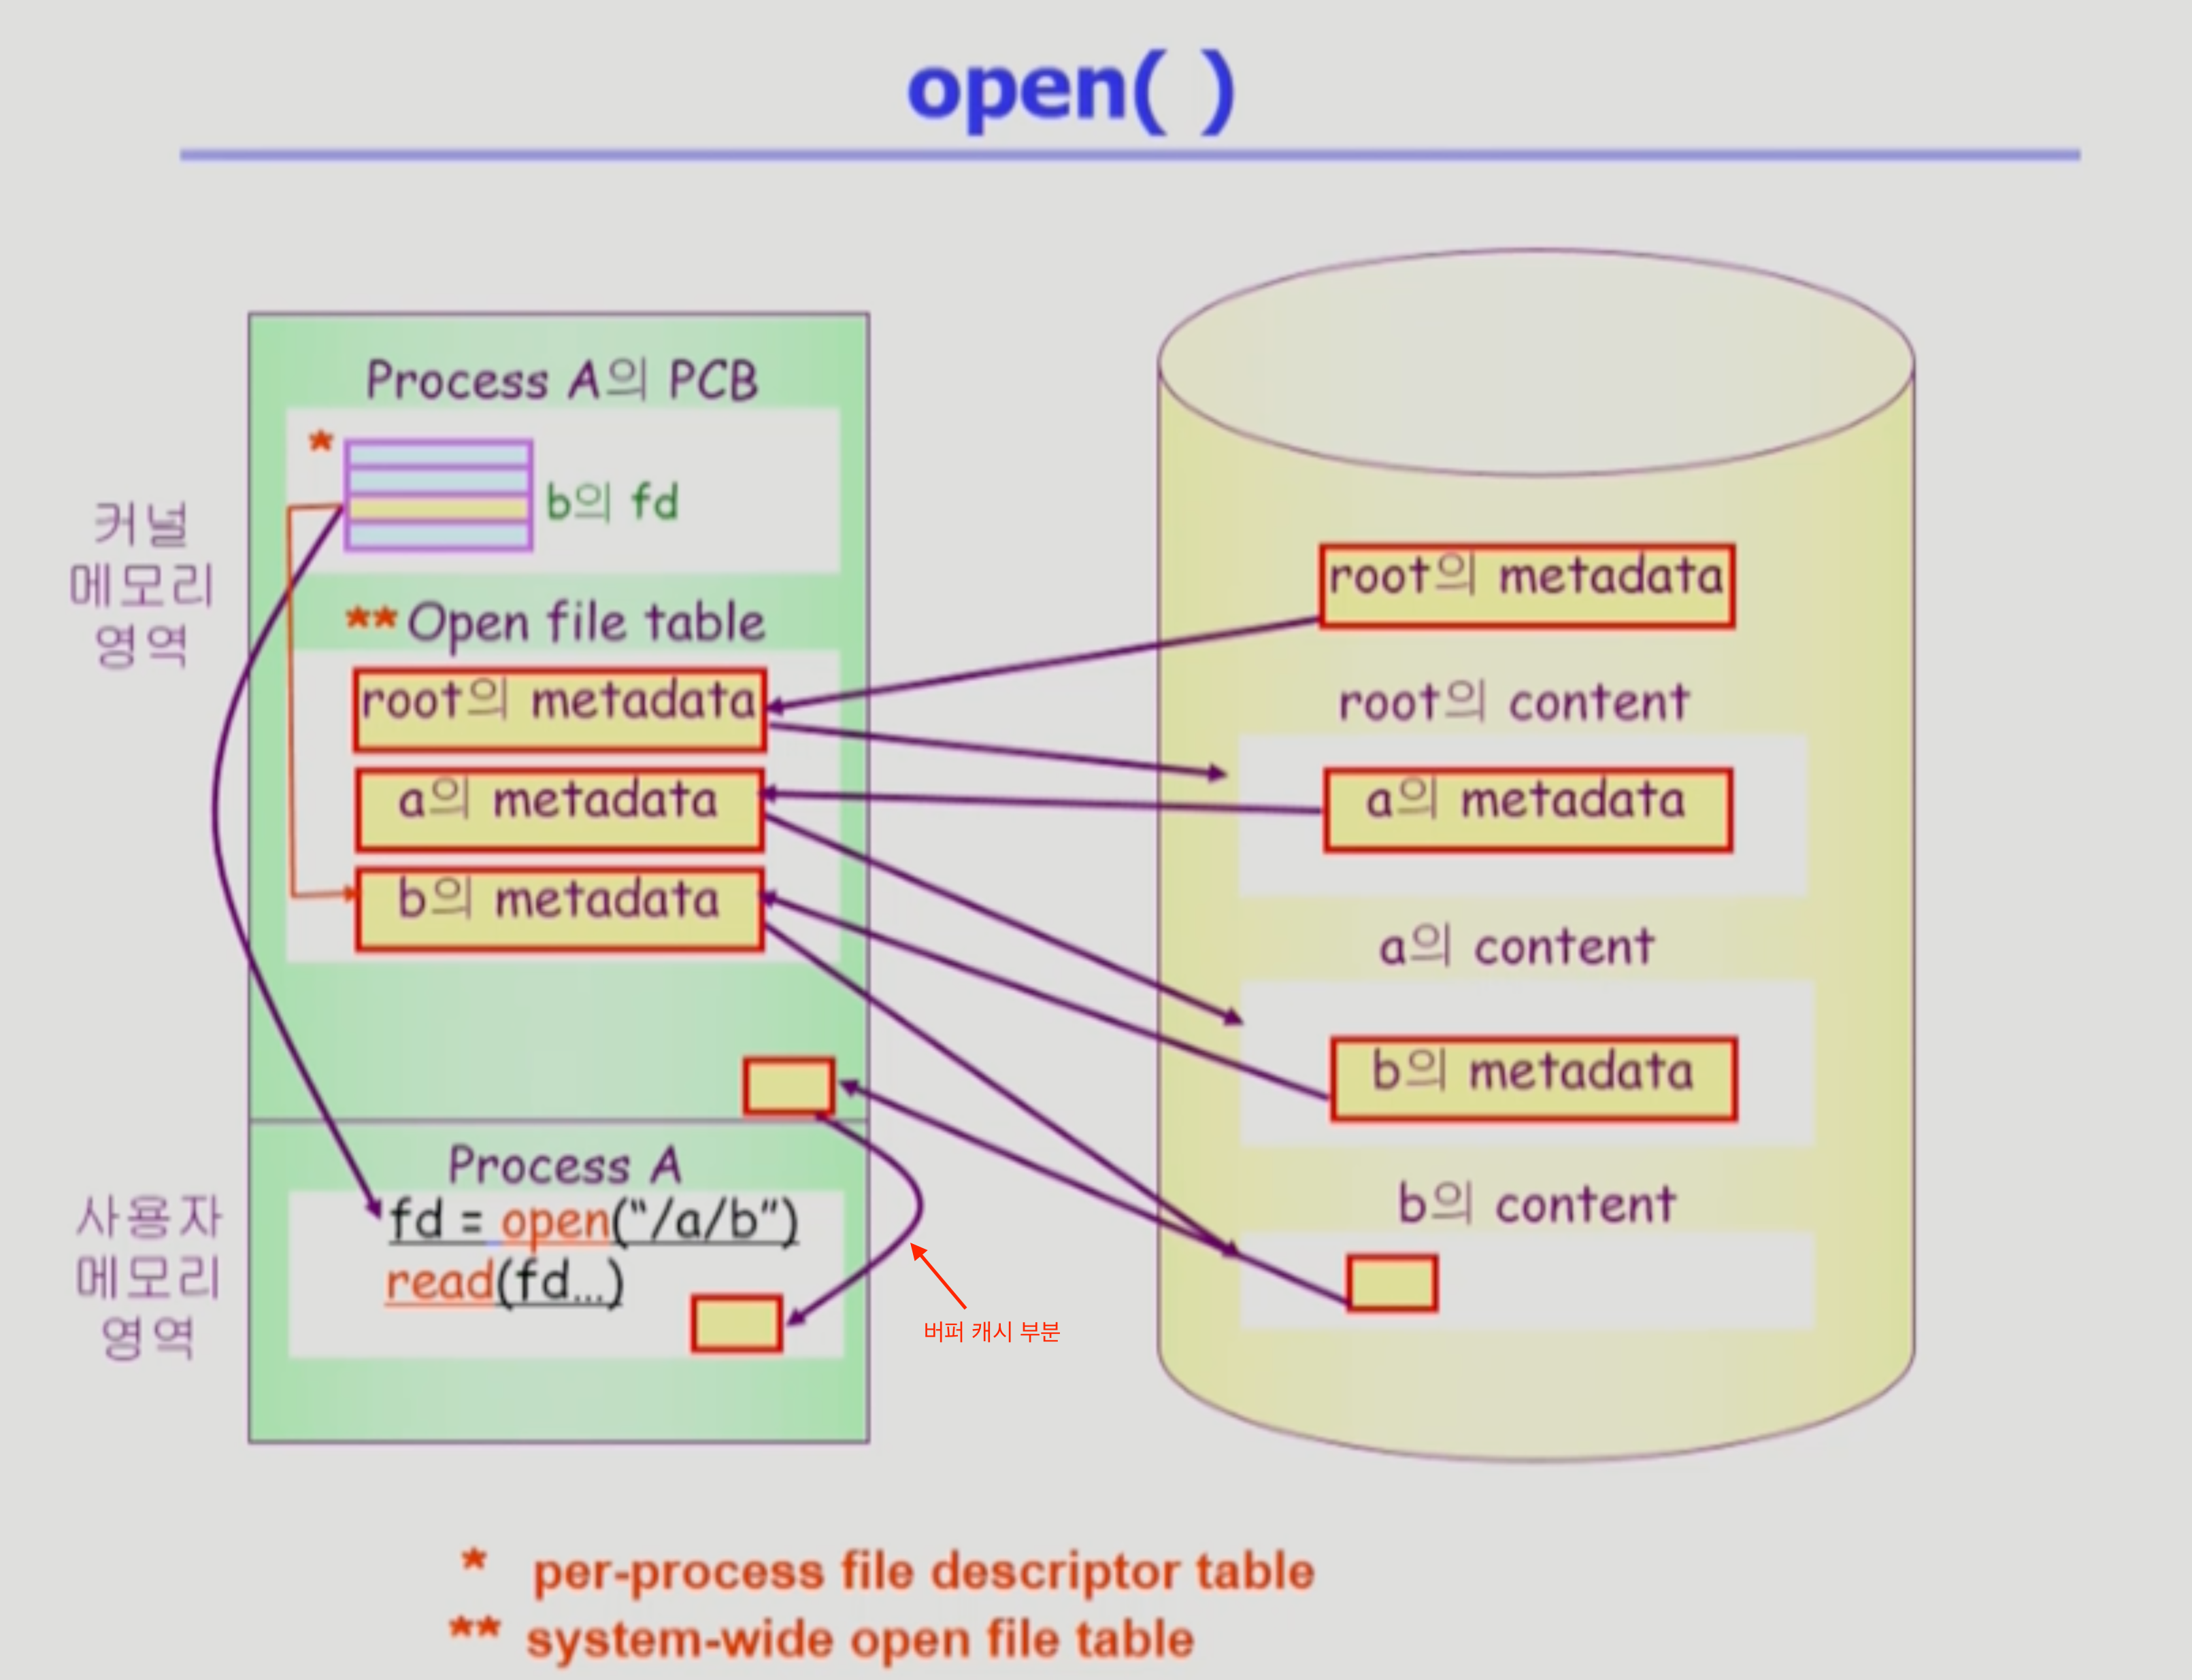 open( )
Process A의 PCB
*
b의 fd
커널
메모리
영역
** Open file table
root의 metadata
a의 metadata
b의 metadata
root의 metadata
root의 content
a의 metadata
a의 content
b의 metadata
b의 content
사용자
메모리
영역
Process A
fd = open(“/a/b”)
read(fd...)
버퍼 캐시 부분
* per-process file descriptor table
** system-wide open file table